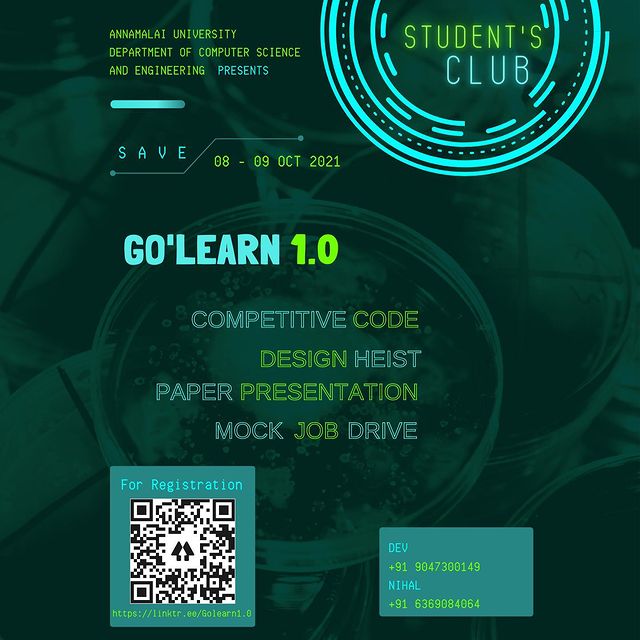 ANNAMALAI UNIVERSITY
DEPARTMENT OF COMPUTER SCIENCE
AND ENGINEERING PRESENTS
STUDENT'S
CLUB
SAVE
08 - 09 OCT 2021
GO'LEARN 1.0
COMPETITIVE CODE
DESIGN HEIST
PAPER PRESENTATION
MOCK JOB DRIVE
For Registration
https://linktr.ee/Golearn1.0
DEV
+91 9047300149
NIHAL
+91 6369084064